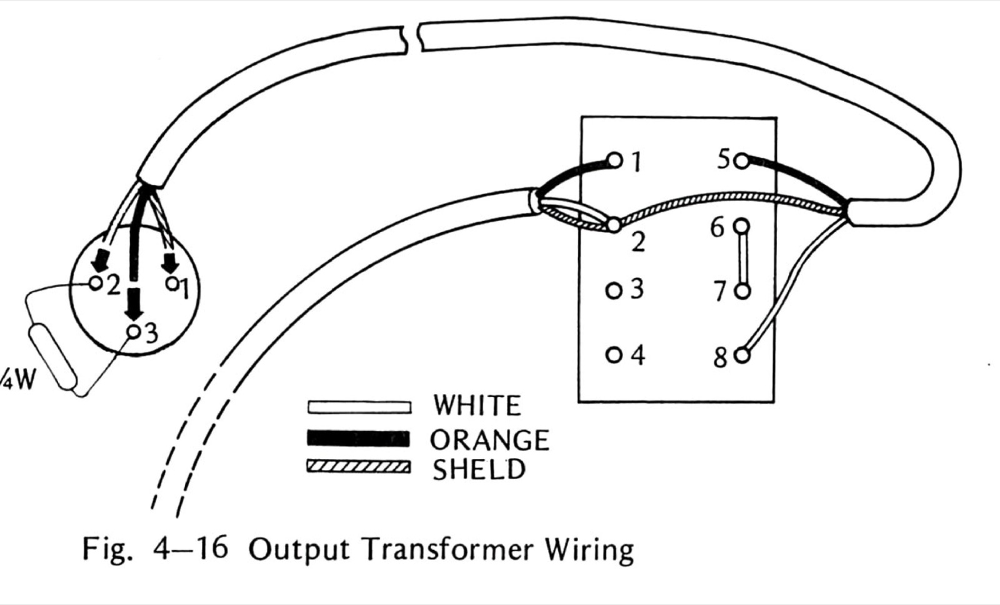 1
5
2
6
2
1
3
7
3
4
8
/4W
WHITE
ORANGE
SHELD
Fig. 4—16 Output Transformer Wiring